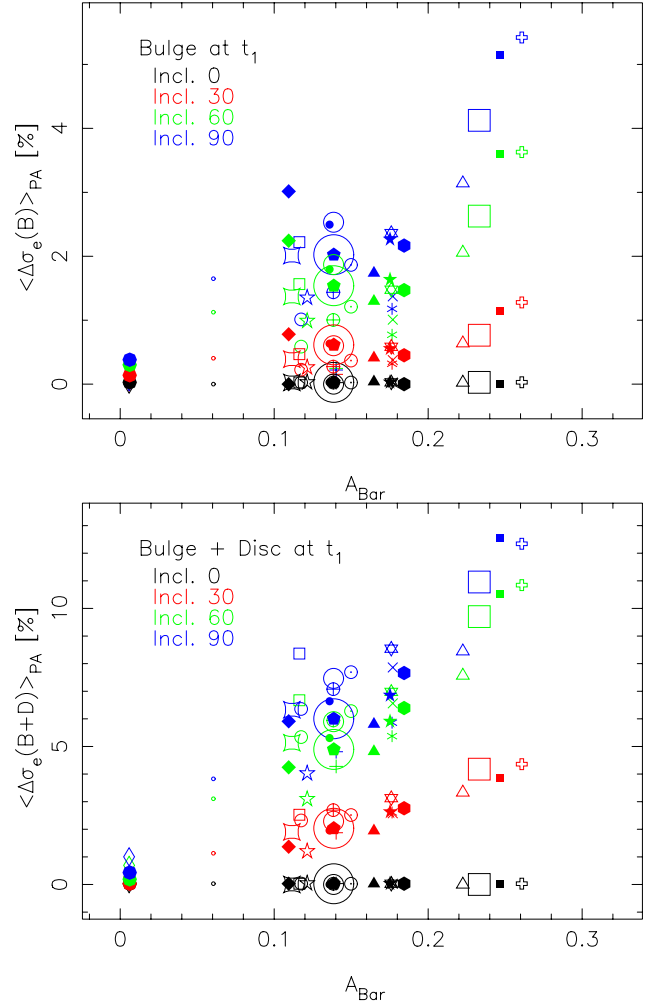 Bulge at t1
Incl. 0
Incl. 30
Incl. 60
Incl. 90
<Δσe(B)>PA [%]
4
2
0
0 0.1 0.2 0.3
ABar
Bulge + Disc at t1
Incl. 0
Incl. 30
Incl. 60
Incl. 90
<Δσe(B+D)>PA [%]
10
5
0
0 0.1 0.2 0.3
ABar